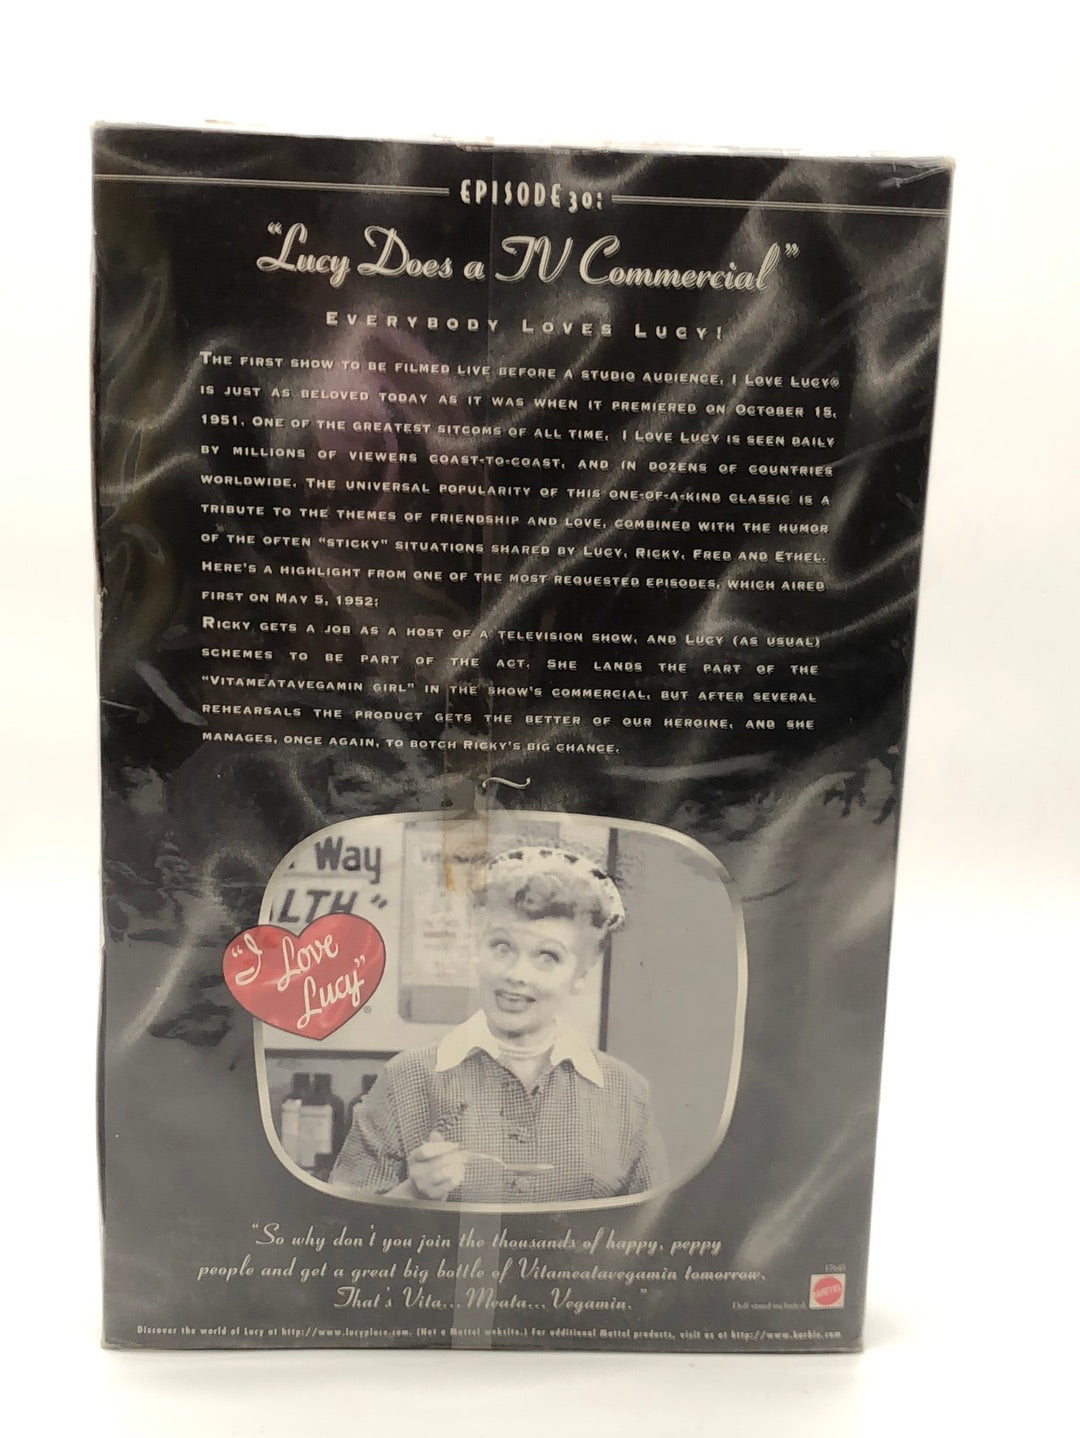 EPISODE 30:
"Lucy Does a TV Commercial"
EVERYBODY LOVES LUCY!
THE FIRST SHOW TO BE FILMED LIVE BEFORE A STUDIO AUDIENCE, I LOVE LUCY®
IS JUST AS BELOVED TODAY AS IT WAS WHEN IT PREMIERED ON OCTOBER 15,
1951. ONE OF THE GREATEST SITCOMS OF ALL TIME, I LOVE LUCY IS SEEN DAILY
BY MILLIONS OF VIEWERS COAST-TO-COAST, AND IN DOZENS OF COUNTRIES
WORLDWIDE. THE UNIVERSAL POPULARITY OF THIS ONE-OF-A-KIND CLASSIC IS A
TRIBUTE TO THE THEMES OF FRIENDSHIP AND LOVE, COMBINED WITH THE HUMOR
OF THE OFTEN "STICKY" SITUATIONS SHARED BY LUCY, RICKY, FRED AND ETHEL.
HERE'S A HIGHLIGHT FROM ONE OF THE MOST REQUESTED EPISODES, WHICH AIRED
FIRST ON MAY 5, 1952:
RICKY GETS A JOB AS A HOST OF A TELEVISION SHOW, AND LUCY (AS USUAL)
SCHEMES TO BE PART OF THE ACT. SHE LANDS THE PART OF THE
"VITAMEATAVEGAMIN GIRL" IN THE SHOW'S COMMERCIAL, BUT AFTER SEVERAL
REHEARSALS THE PRODUCT GETS THE BETTER OF OUR HEROINE, AND SHE
MANAGES, ONCE AGAIN, TO BOTCH RICKY'S BIG CHANCE.
Way
LTH"
"I Love
Lucy"®
"So why don't you join the thousands of happy, peppy
people and get a great big bottle of Vitameatavegamin tomorrow.
That's Vita...Meata...Vegamin."
17645
Doll stand included.
MATTEL
Discover the world of Lucy at http://www.lucyplace.com. (Not a Mattel website.) For additional Mattel products, visit us at http://www.barbie.com